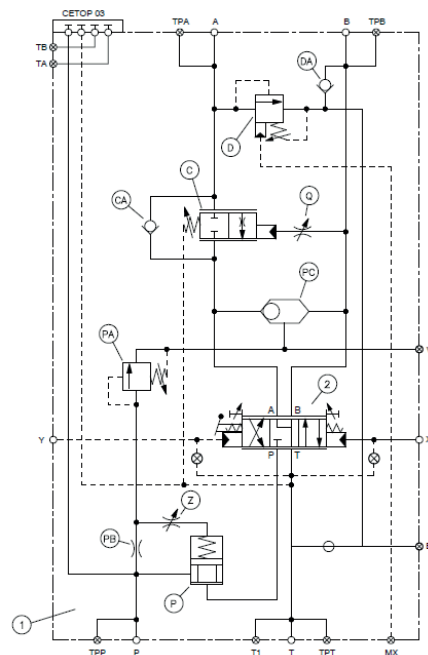 CETOP 03
TPA A B TPB
TB
TA
DA
D
C
CA Q
PC
PA
2
A B
Y
P T
Z
PB
P
1
TPP P T1 T TPT MX